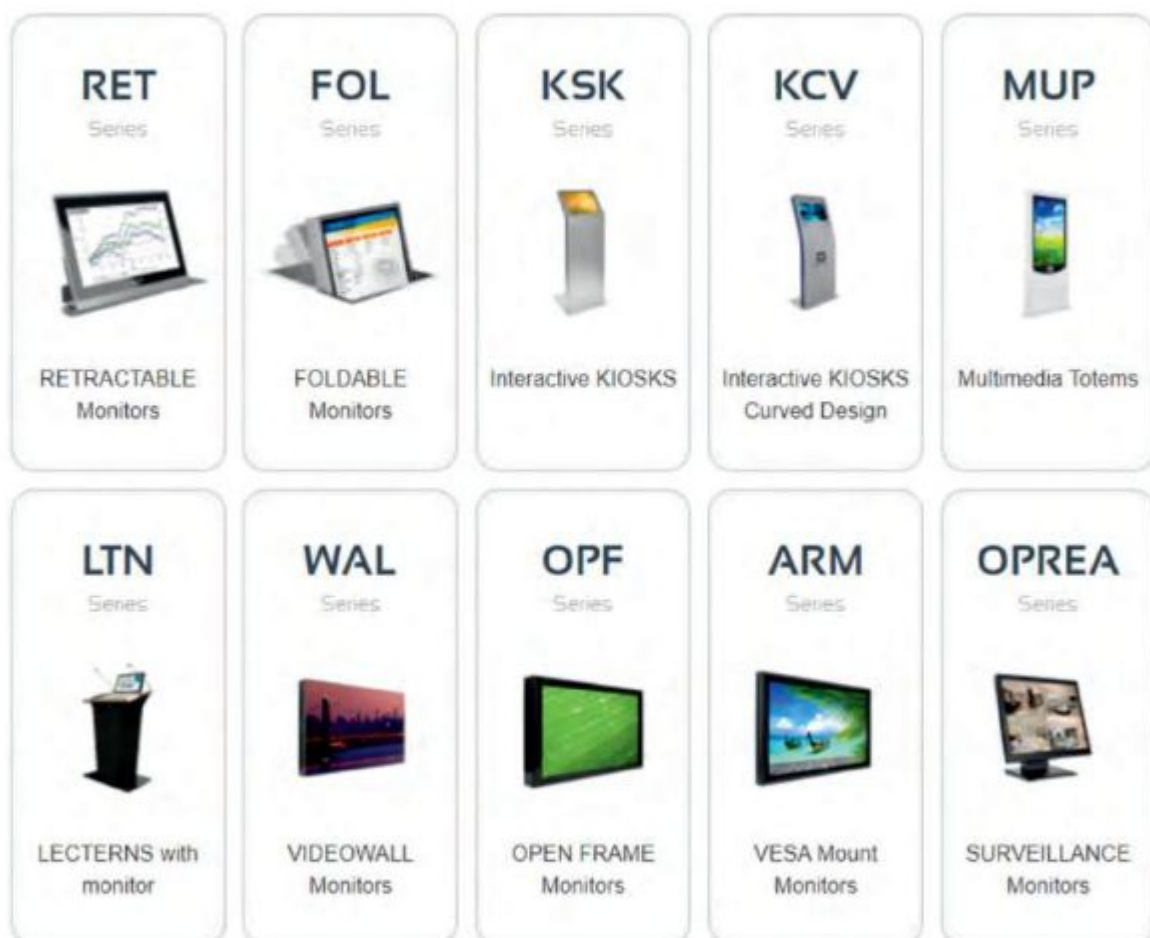 RET
Series
RETRACTABLE
Monitors
FOL
Series
FOLDABLE
Monitors
KSK
Series
Interactive KIOSKS
KCV
Series
Interactive KIOSKS
Curved Design
MUP
Series
Multimedia Totems
LTN
Series
LECTERNS with
monitor
WAL
Series
VIDEOWALL
Monitors
OPF
Series
OPEN FRAME
Monitors
ARM
Series
VESA Mount
Monitors
OPREA
Series
SURVEILLANCE
Monitors